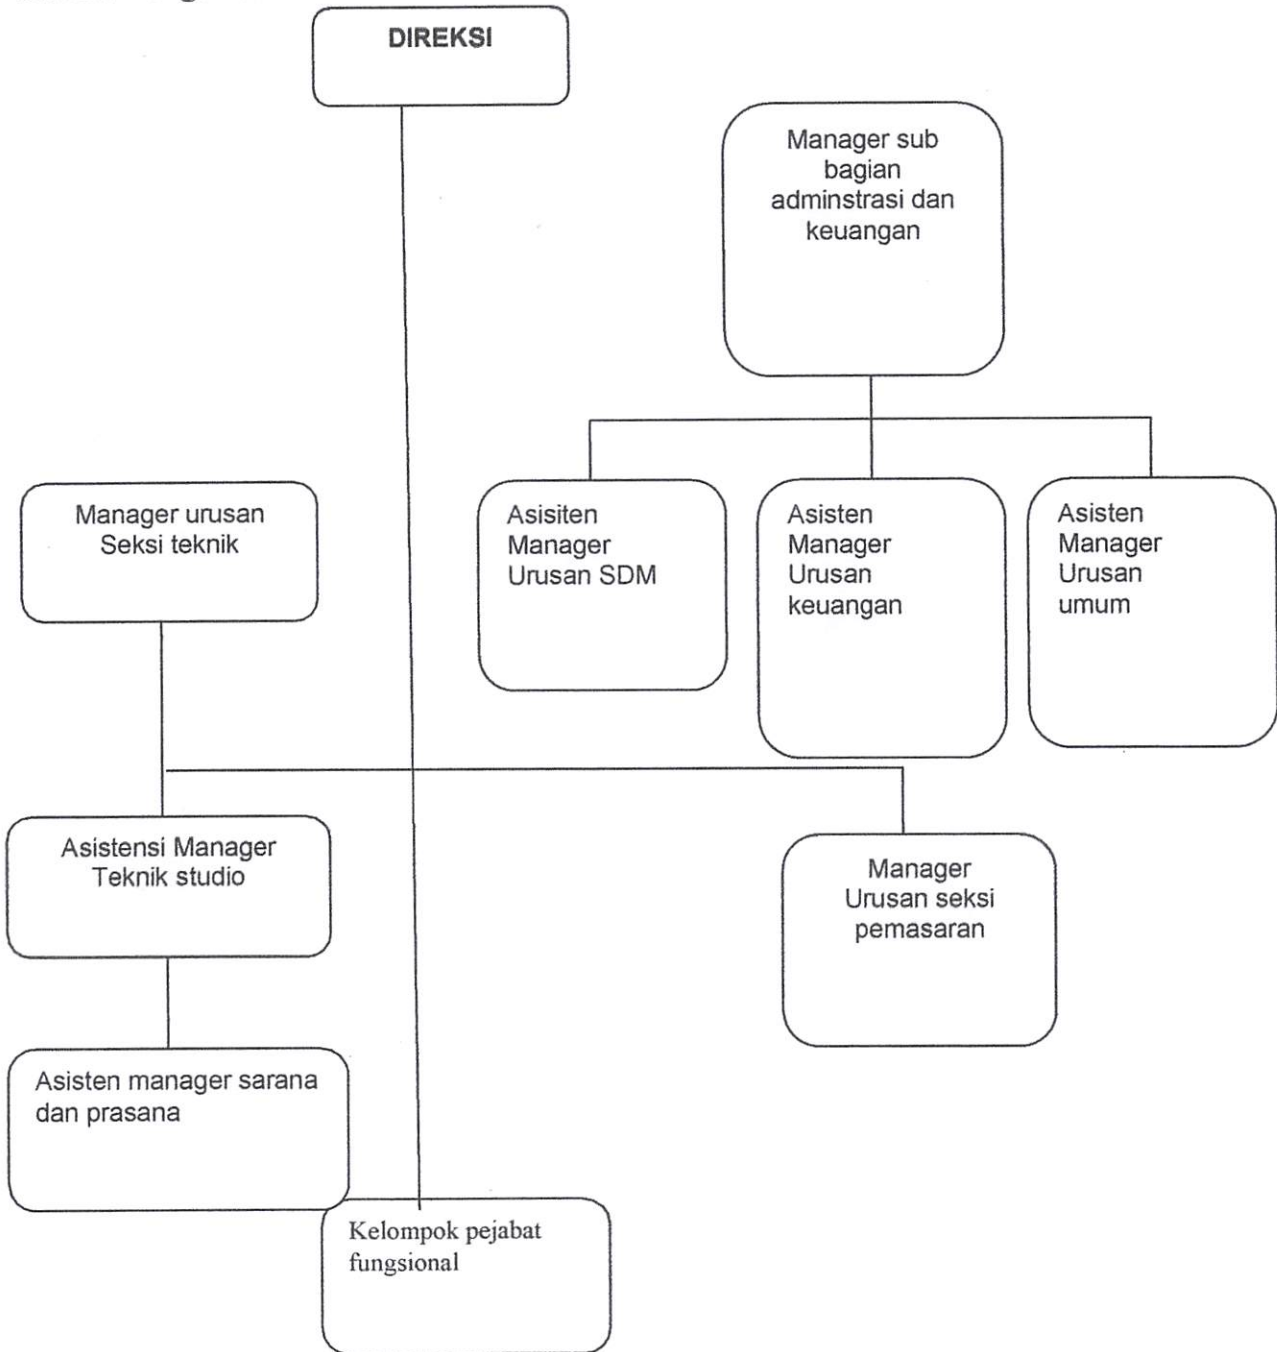 DIREKSI
Manager sub
bagian
adminstrasi dan
keuangan
Manager urusan
Seksi teknik
Asisiten
Manager
Urusan SDM
Asisten
Manager
Urusan
keuangan
Asisten
Manager
Urusan
umum
Asistensi Manager
Teknik studio
Manager
Urusan seksi
pemasaran
Asisten manager sarana
dan prasana
Kelompok pejabat
fungsional